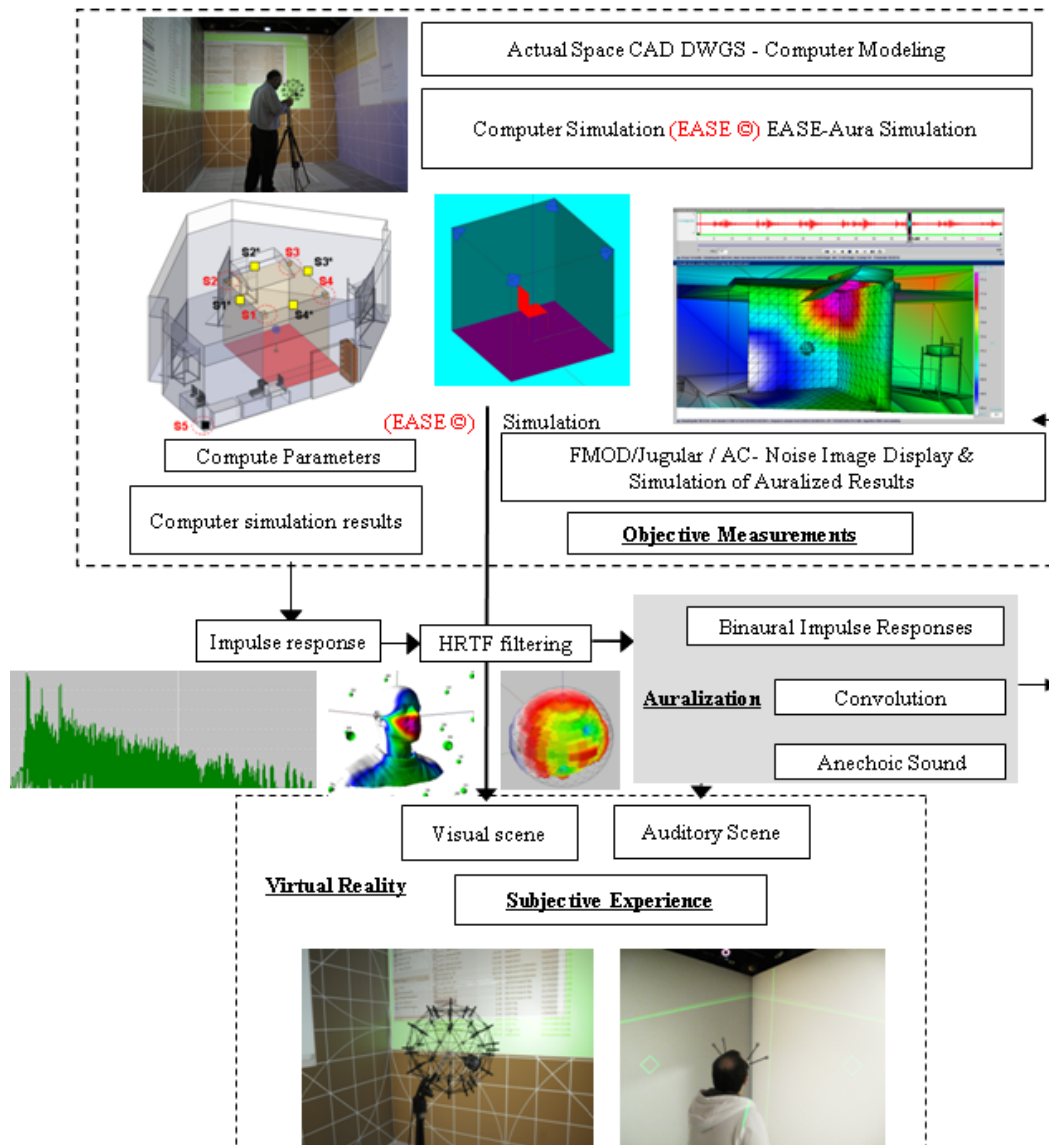 Actual Space CAD DWGS - Computer Modeling
Computer Simulation (EASE ©) EASE-Aura Simulation
S2*
S3
S3*
S2
S4
S1*
S1
S4*
S5
(EASE ©)
Simulation
Compute Parameters
FMOD/Jugular / AC- Noise Image Display &
Simulation of Auralized Results
Computer simulation results
Objective Measurements
Impulse response
HRTF filtering
Binaural Impulse Responses
Auralization
Convolution
Anechoic Sound
Visual scene
Auditory Scene
Virtual Reality
Subjective Experience